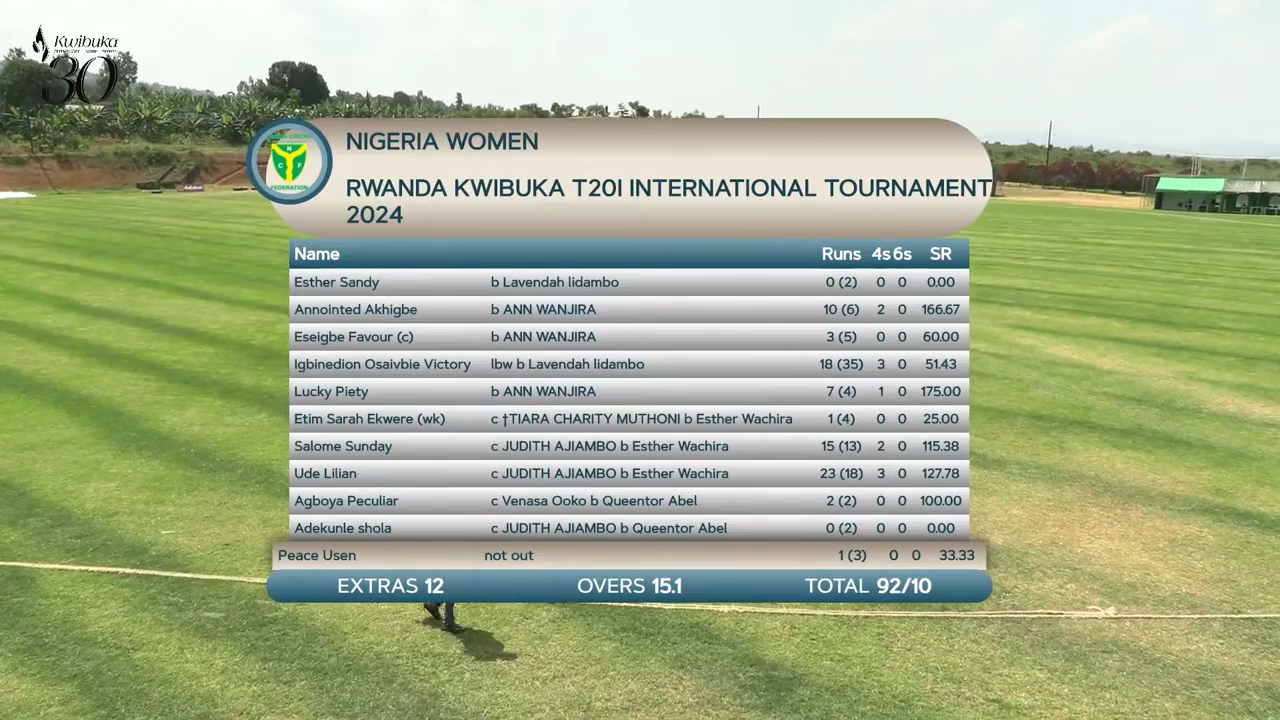 Kwibuka
30
NIGERIA WOMEN
RWANDA KWIBUKA T20I INTERNATIONAL TOURNAMENT
2024
N
C F
FEDERATION
Name Runs 4s 6s SR
Esther Sandy b Lavendah Iidambo 0 (2) 0 0 0.00
Annointed Akhigbe b ANN WANJIRA 10 (6) 2 0 166.67
Eseigbe Favour (c) b ANN WANJIRA 3 (5) 0 0 60.00
Igbinedion Osaivbie Victory lbw b Lavendah Iidambo 18 (35) 3 0 51.43
Lucky Piety b ANN WANJIRA 7 (4) 1 0 175.00
Etim Sarah Ekwere (wk) c †TIARA CHARITY MUTHONI b Esther Wachira 1 (4) 0 0 25.00
Salome Sunday c JUDITH AJIAMBO b Esther Wachira 15 (13) 2 0 115.38
Ude Lilian c JUDITH AJIAMBO b Esther Wachira 23 (18) 3 0 127.78
Agboya Peculiar c Venasa Ooko b Queentor Abel 2 (2) 0 0 100.00
Adekunle shola c JUDITH AJIAMBO b Queentor Abel 0 (2) 0 0 0.00
Peace Usen not out 1 (3) 0 0 33.33
EXTRAS 12 OVERS 15.1 TOTAL 92/10